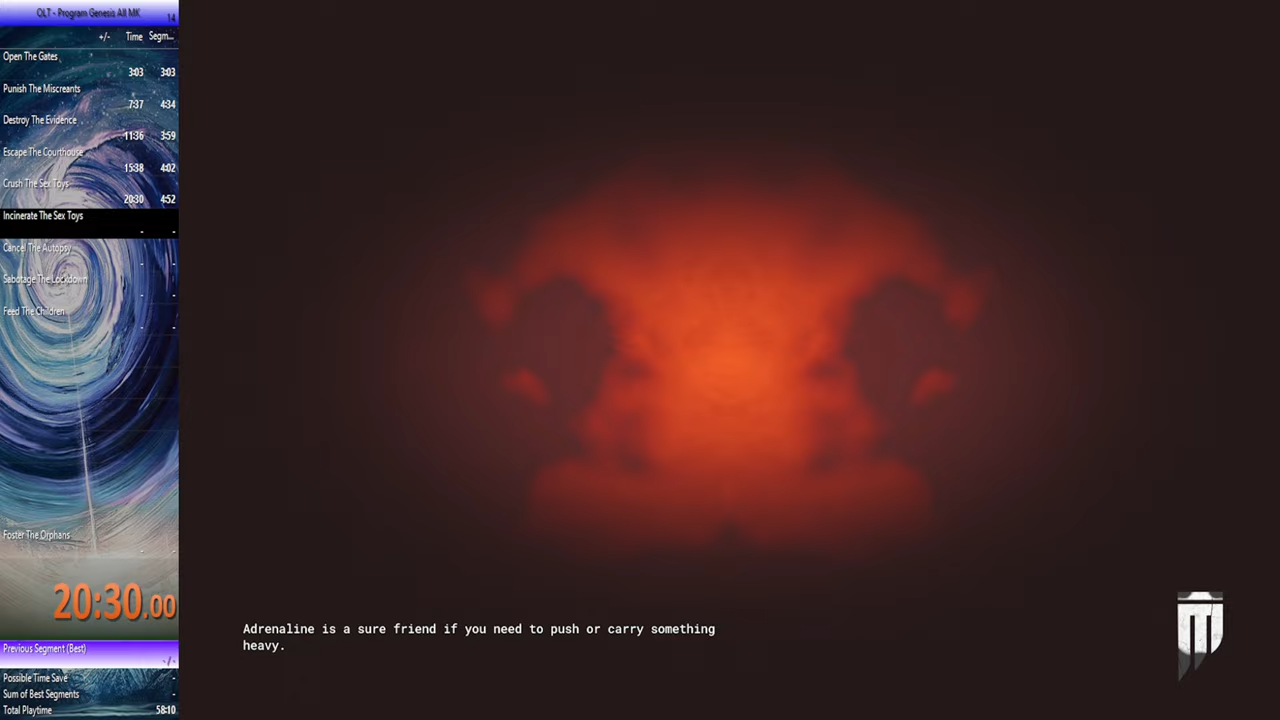 OLT - Program Genesis All MK
14
+/- Time Segm...
Open The Gates
3:03 3:03
Punish The Miscreants
7:37 4:34
Destroy The Evidence
11:36 3:59
Escape The Courthouse
15:38 4:02
Crush The Sex Toys
20:30 4:52
Incinerate The Sex Toys
- -
Cancel The Autopsy
- -
Sabotage The Lockdown
- -
Feed The Children
- -
Foster The Orphans
- -
20:30.00
Previous Segment (Best)
-/-
Possible Time Save -
Sum of Best Segments -
Total Playtime 58:10
Adrenaline is a sure friend if you need to push or carry something
heavy.